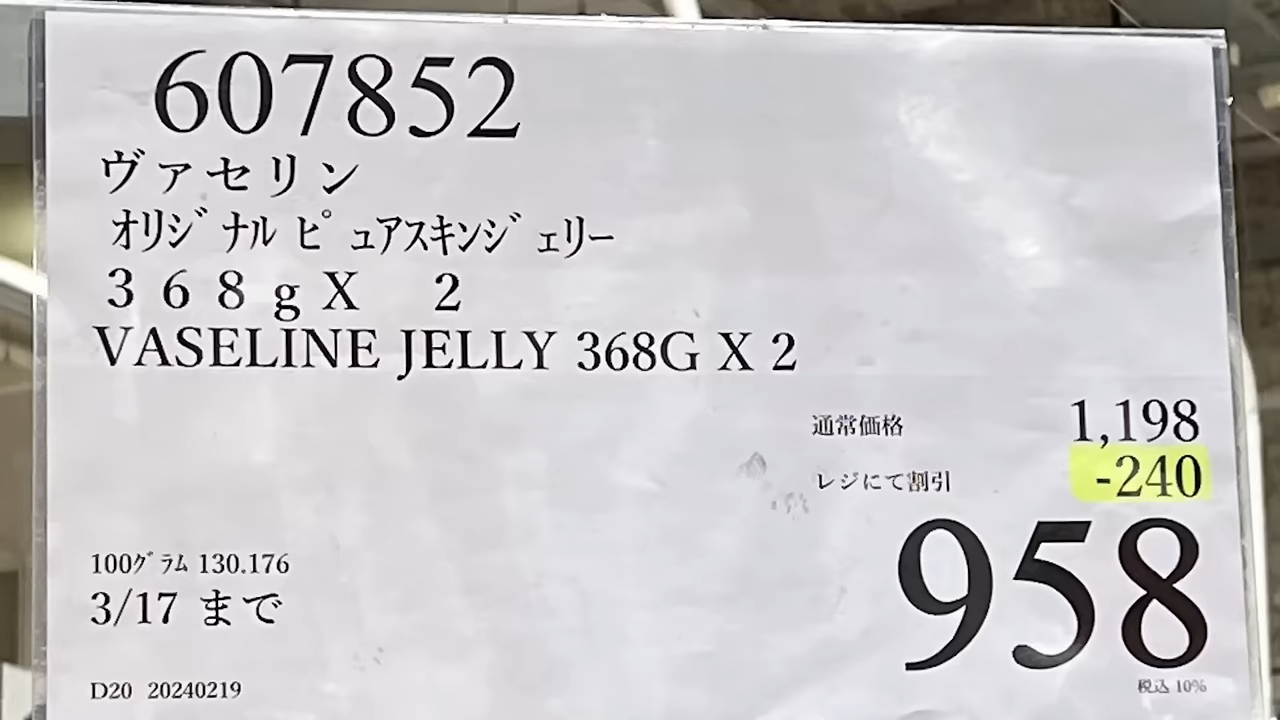 607852
ヴァセリン
ｵﾘｼﾞﾅﾙ ﾋﾟｭｱｽｷﾝｼﾞｪﾘｰ
３６８ｇＸ　２
VASELINE JELLY 368G X 2
通常価格 1,198
レジにて割引 -240
958
100ｸﾞﾗﾑ 130.176
3/17 まで
D20 20240219
税込 10%